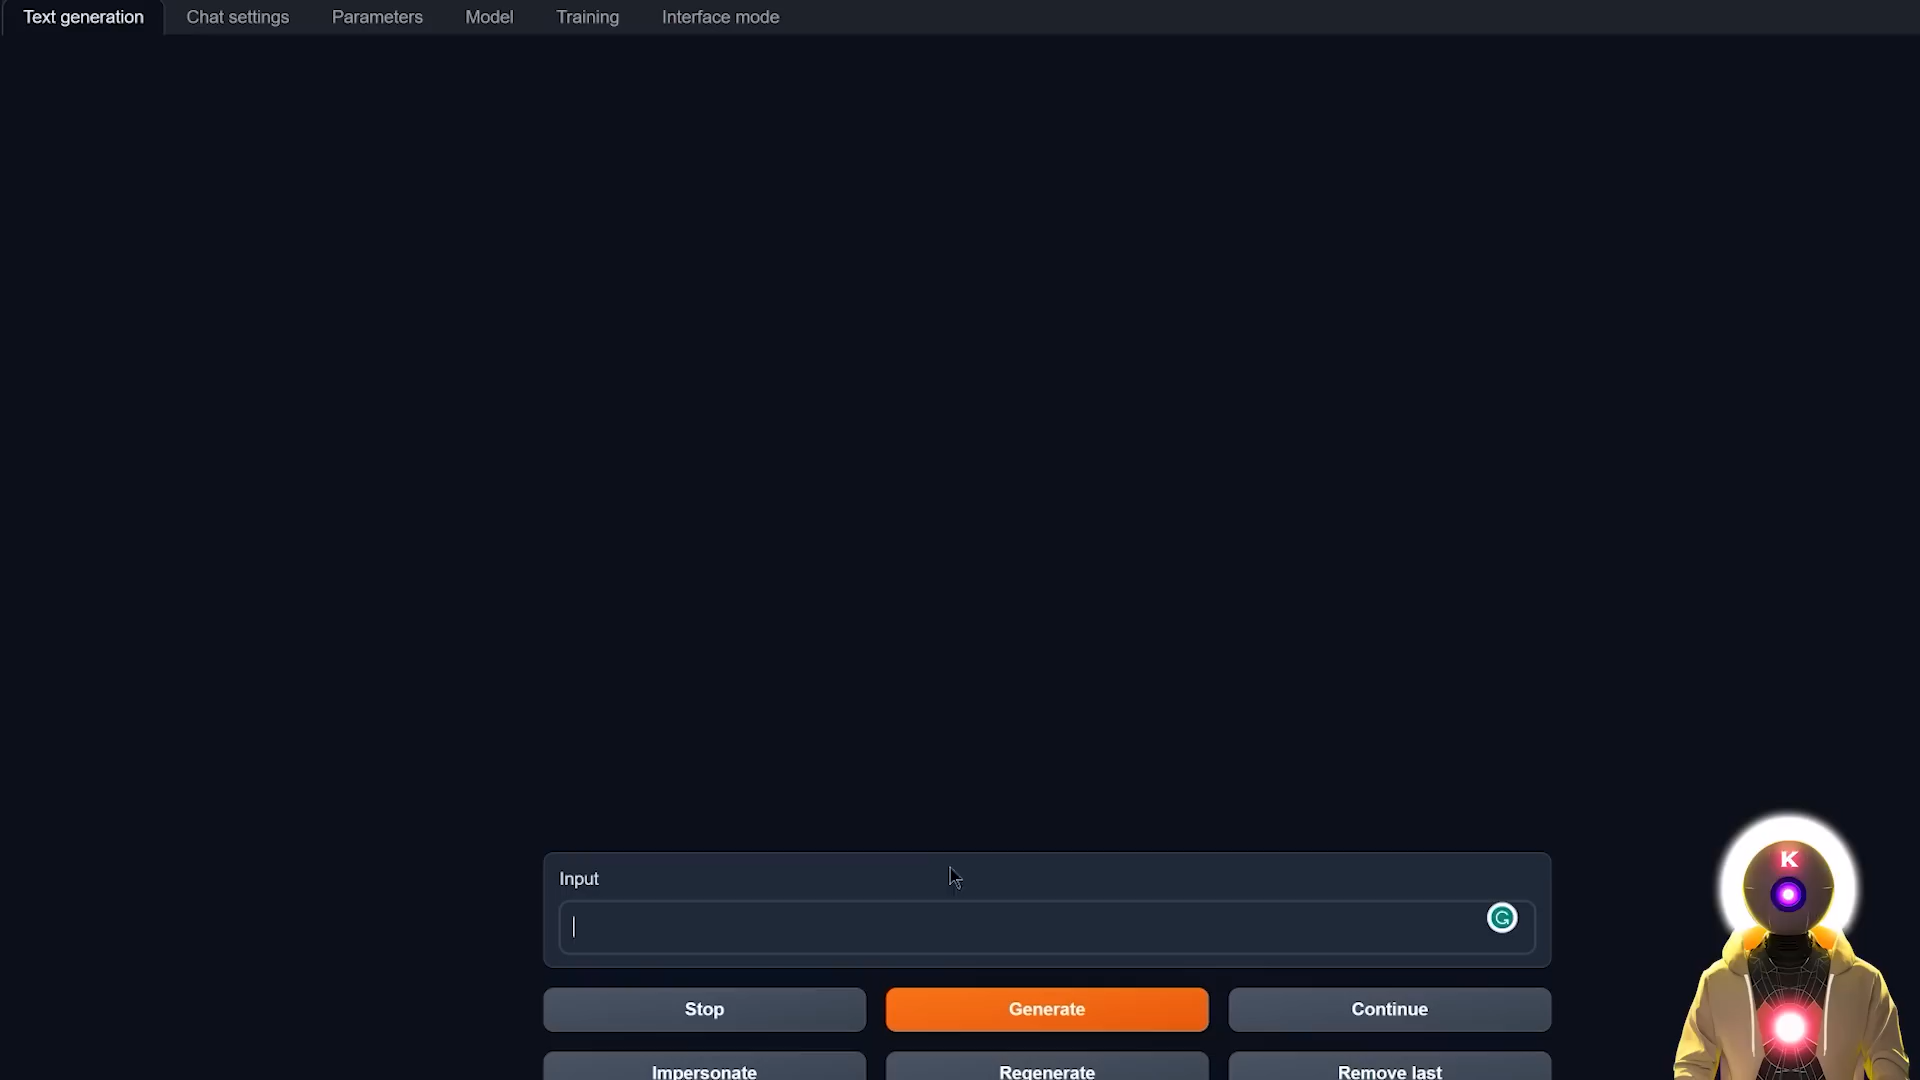 Text generation Chat settings Parameters Model Training Interface mode
Input
Stop Generate Continue
Impersonate Regenerate Remove last
K